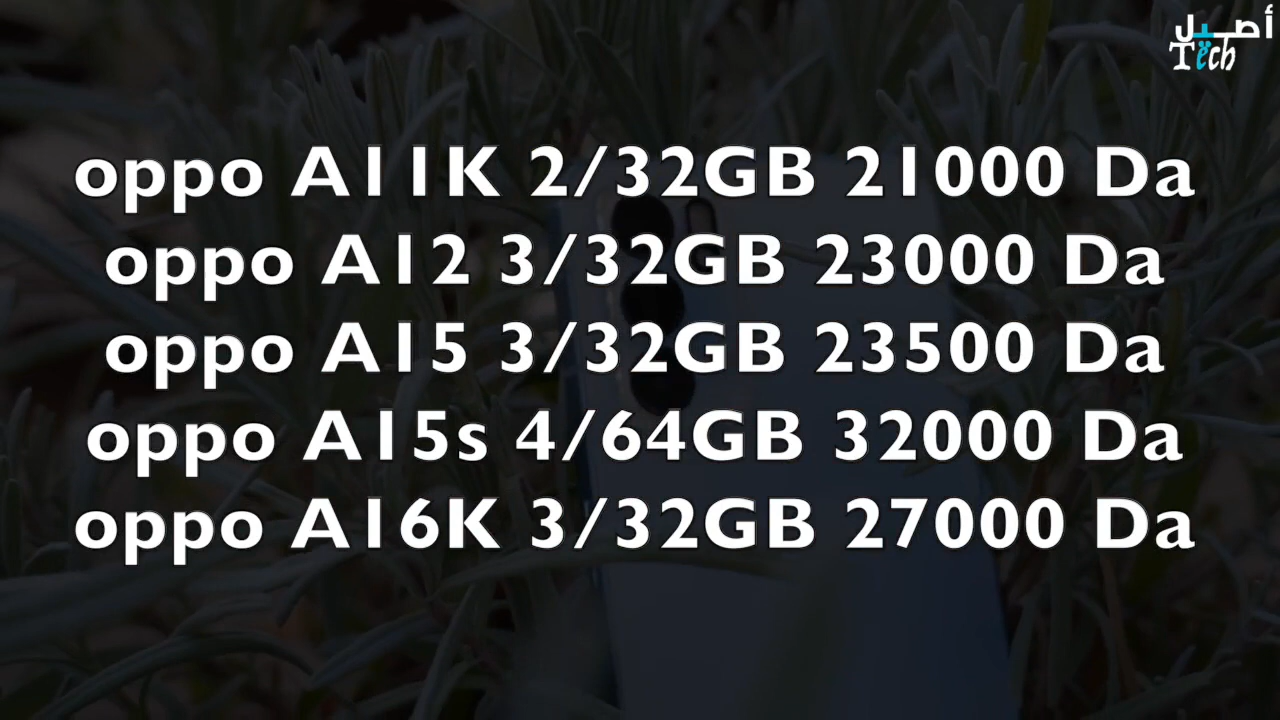 أصيل
Tech
oppo A11K 2/32GB 21000 Da
oppo A12 3/32GB 23000 Da
oppo A15 3/32GB 23500 Da
oppo A15s 4/64GB 32000 Da
oppo A16K 3/32GB 27000 Da